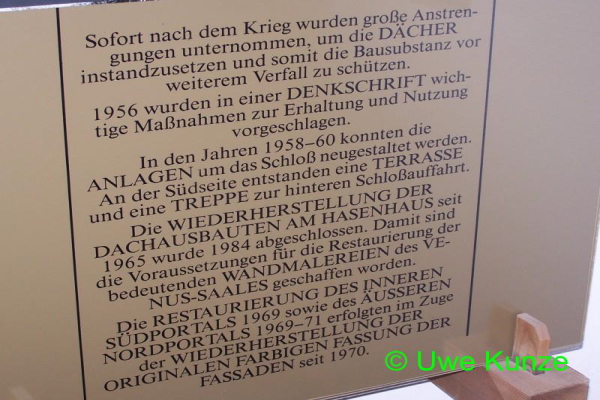 Sofort nach dem Krieg wurden große Anstren-
gungen unternommen, um die DÄCHER
instandzusetzen und somit die Bausubstanz vor
weiterem Verfall zu schützen.
1956 wurden in einer DENKSCHRIFT wich-
tige Maßnahmen zur Erhaltung und Nutzung
vorgeschlagen.
In den Jahren 1958–60 konnten die
ANLAGEN um das Schloß neugestaltet werden.
An der Südseite entstanden eine TERRASSE
und eine TREPPE zur hinteren Schloßauffahrt.
Die WIEDERHERSTELLUNG DER
DACHAUSBAUTEN AM HASENHAUS seit
1965 wurde 1984 abgeschlossen. Damit sind
die Voraussetzungen für die Restaurierung der
bedeutenden WANDMALEREIEN des VE-
NUS-SAALES geschaffen worden.
Die RESTAURIERUNG DES INNEREN
SÜDPORTALS 1969 sowie des ÄUSSEREN
NORDPORTALS 1969–71 erfolgten im Zuge
der WIEDERHERSTELLUNG DER
ORIGINALEN FARBIGEN FASSUNG DER
FASSADEN seit 1970.
© Uwe Kunze